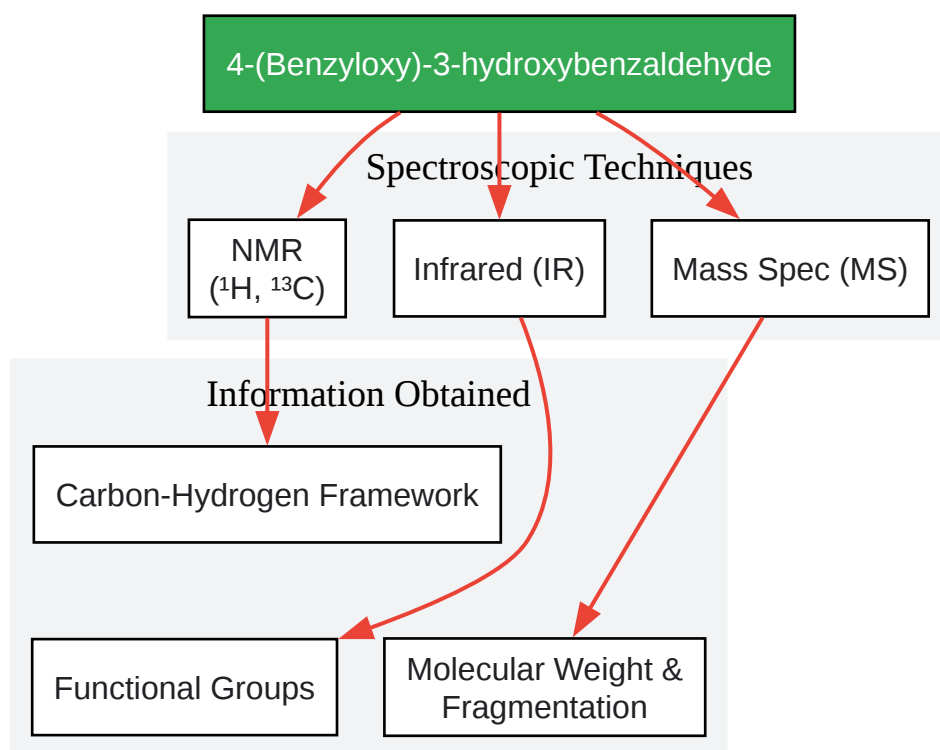 4-(Benzyloxy)-3-hydroxybenzaldehyde
Spectroscopic Techniques
NMR
(¹H, ¹³C)
Infrared (IR)
Mass Spec (MS)
Information Obtained
Carbon-Hydrogen Framework
Functional Groups
Molecular Weight &
Fragmentation